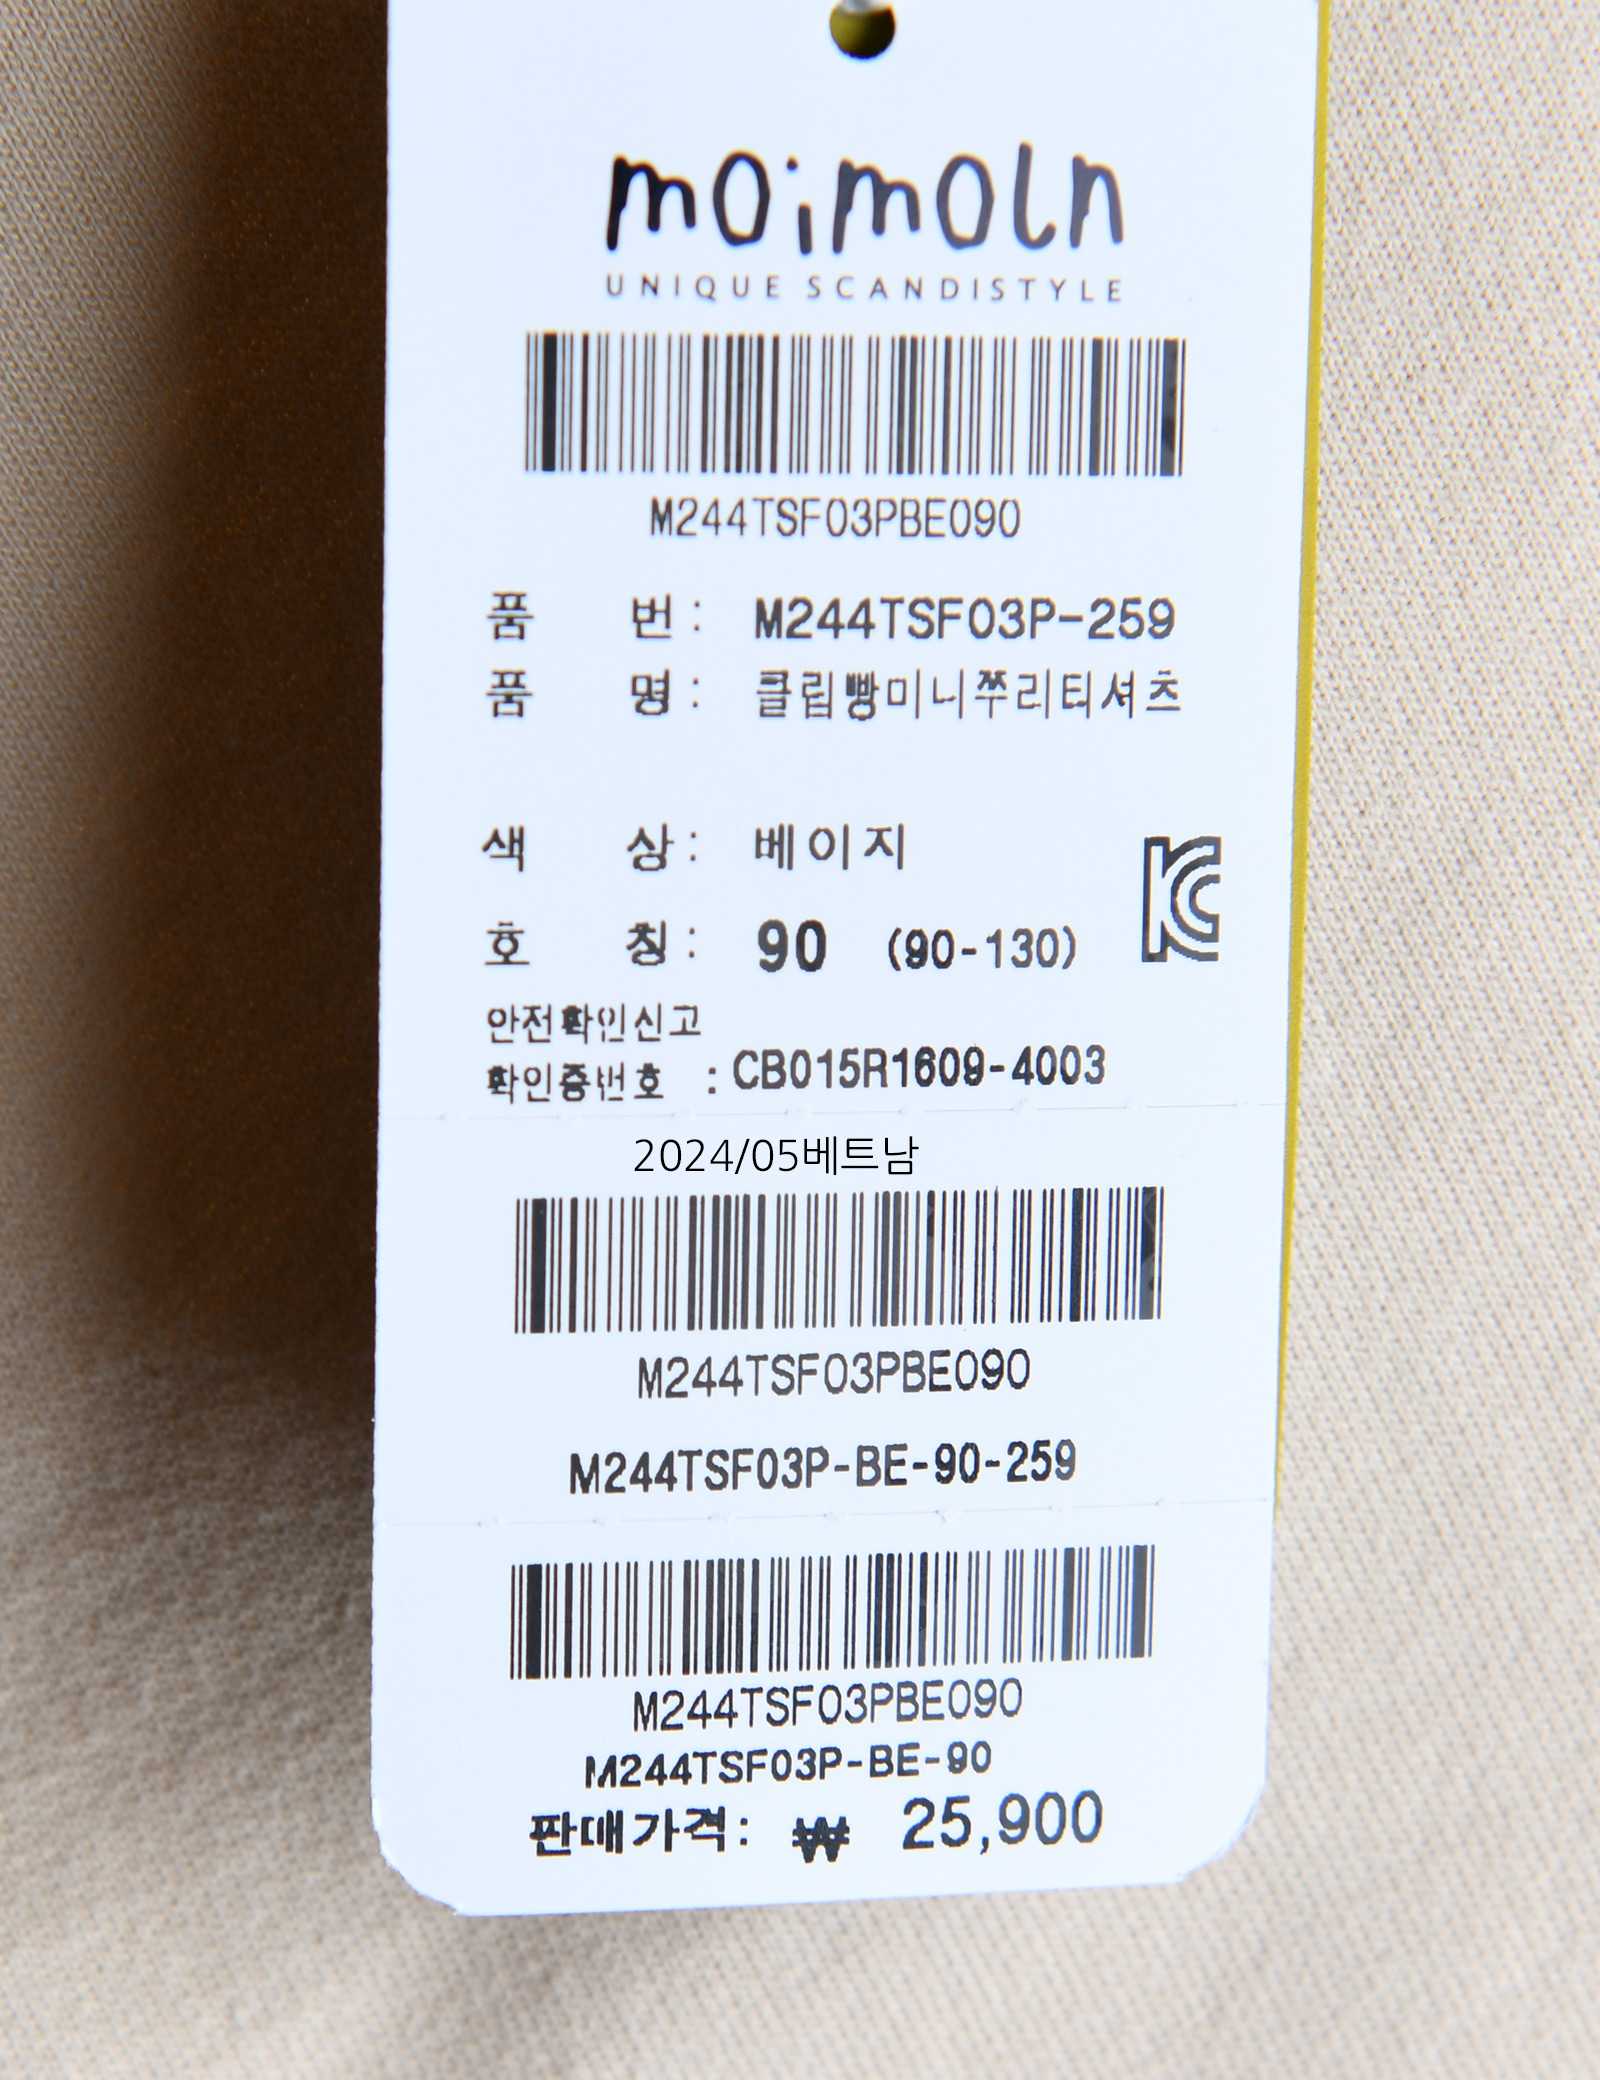 moimoln
UNIQUE SCANDISTYLE
M244TSF03PBE090
품 번 : M244TSF03P-259
품 명 : 클립빵미니쭈리티셔츠
색 상 : 베이지
호 칭 : 90 (90-130)
안전확인신고
확인증번호 : CB015R1609-4003
2024/05베트남
M244TSF03PBE090
M244TSF03P-BE-90-259
M244TSF03PBE090
M244TSF03P-BE-90
판매가격: ₩ 25,900